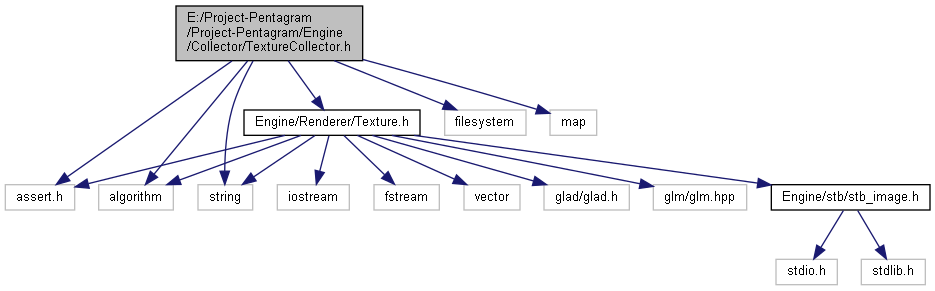 E:/Project-Pentagram
/Project-Pentagram/Engine
/Collector/TextureCollector.h
Engine/Renderer/Texture.h
filesystem
map
assert.h
algorithm
string
iostream
fstream
vector
glad/glad.h
glm/glm.hpp
Engine/stb/stb_image.h
stdio.h
stdlib.h